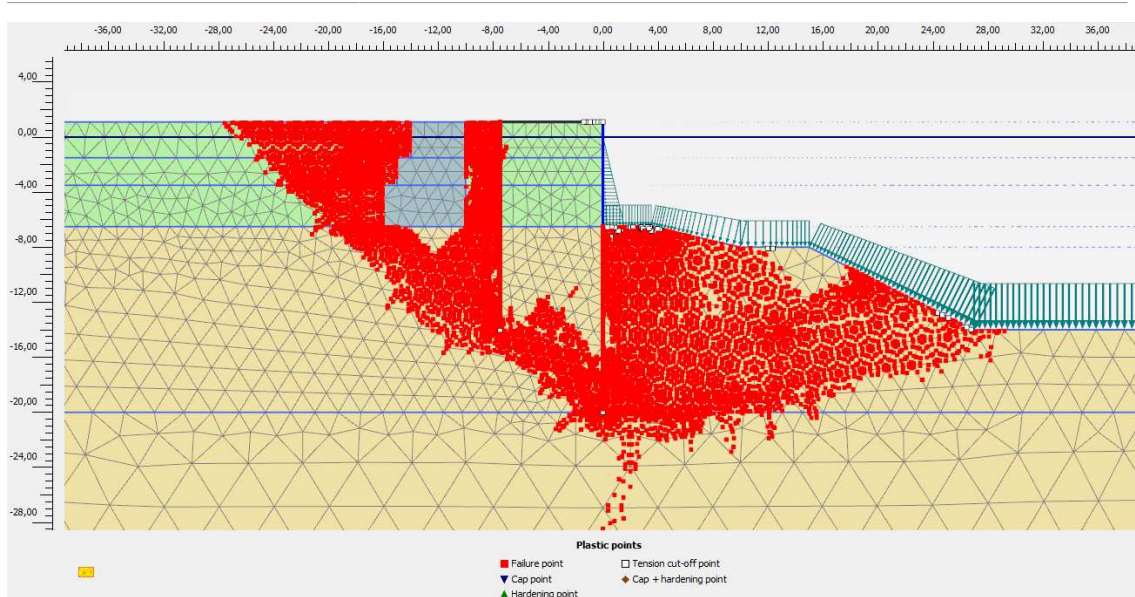 -36,00 -32,00 -28,00 -24,00 -20,00 -16,00 -12,00 -8,00 -4,00 0,00 4,00 8,00 12,00 16,00 20,00 24,00 28,00 32,00 36,00
4,00
0,00
-4,00
-8,00
-12,00
-16,00
-20,00
-24,00
-28,00
Plastic points
Failure point Tension cut-off point
Cap point Cap + hardening point
Hardening point